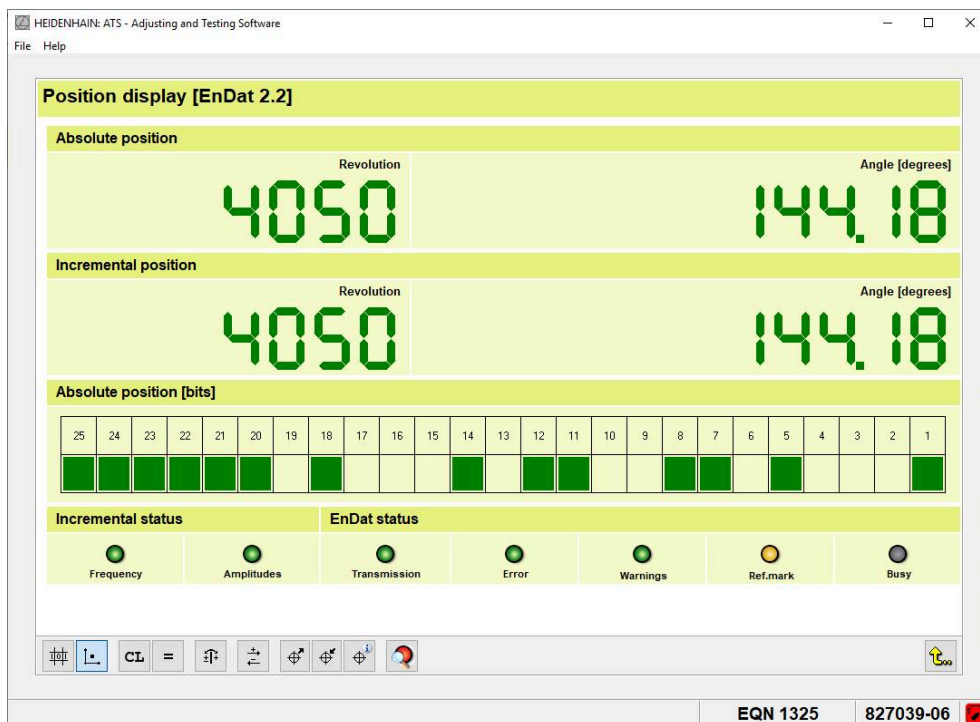 HEIDENHAIN: ATS - Adjusting and Testing Software
File Help
Position display [EnDat 2.2]
Absolute position
Revolution Angle [degrees]
4050 144.18
Incremental position
Revolution Angle [degrees]
4050 144.18
Absolute position [bits]
25 24 23 22 21 20 19 18 17 16 15 14 13 12 11 10 9 8 7 6 5 4 3 2 1
Incremental status EnDat status
Frequency Amplitudes Transmission Error Warnings Ref.mark Busy
CL =
EQN 1325 827039-06